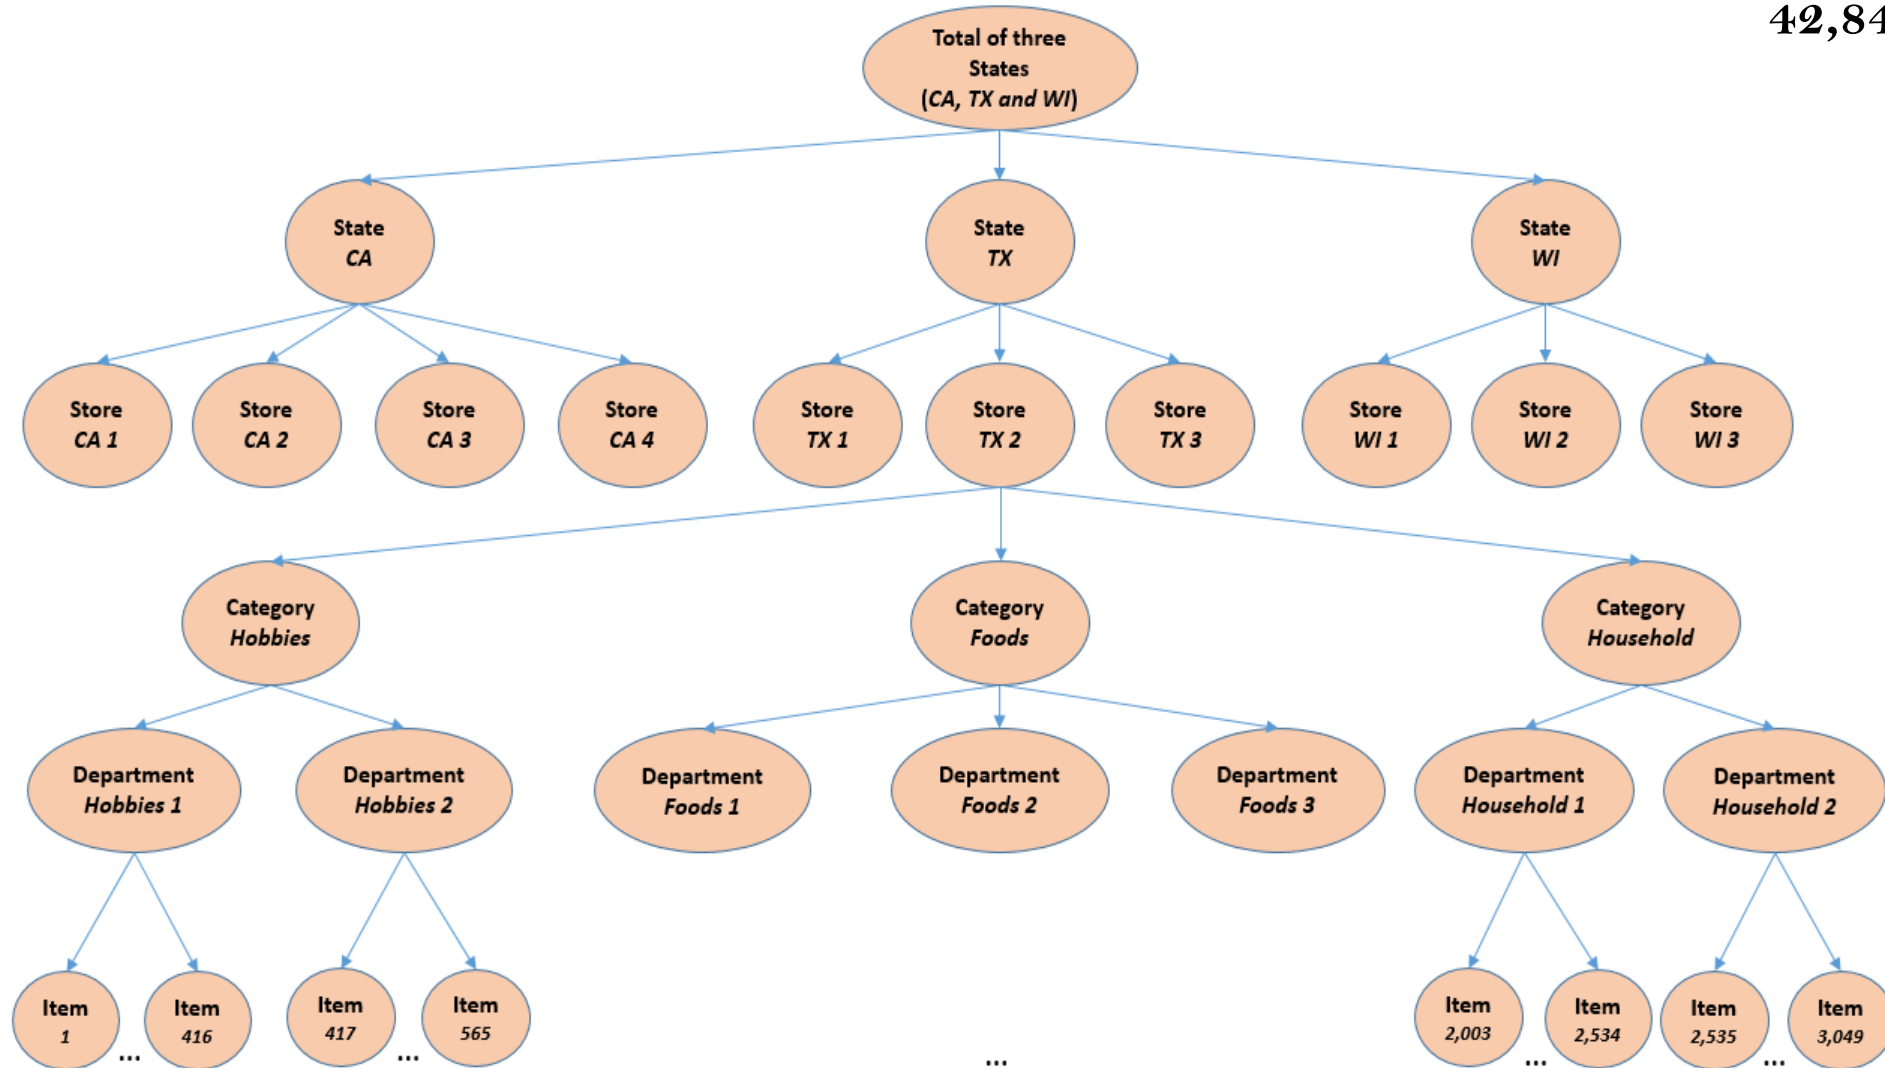 42,84
Total of three
States
(CA, TX and WI)
State
CA
State
TX
State
WI
Store
CA 1
Store
CA 2
Store
CA 3
Store
CA 4
Store
TX 1
Store
TX 2
Store
TX 3
Store
WI 1
Store
WI 2
Store
WI 3
Category
Hobbies
Category
Foods
Category
Household
Department
Hobbies 1
Department
Hobbies 2
Department
Foods 1
Department
Foods 2
Department
Foods 3
Department
Household 1
Department
Household 2
Item
1
...
Item
416
Item
417
...
Item
565
...
Item
2,003
...
Item
2,534
Item
2,535
...
Item
3,049